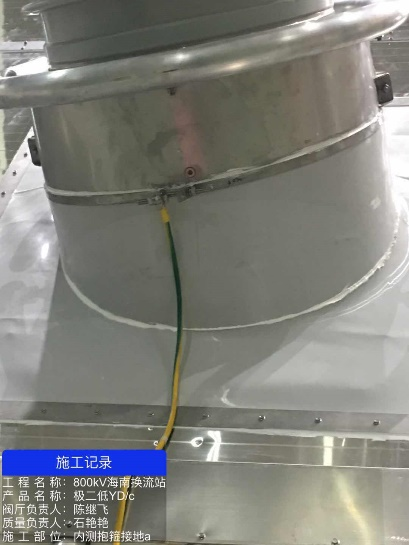 施工记录
工程名称：800kV海南换流站
产品名称：极二低YD/c
阀厅负责人：陈继飞
质量负责人：石艳艳
施工部位：内测抱箍接地a